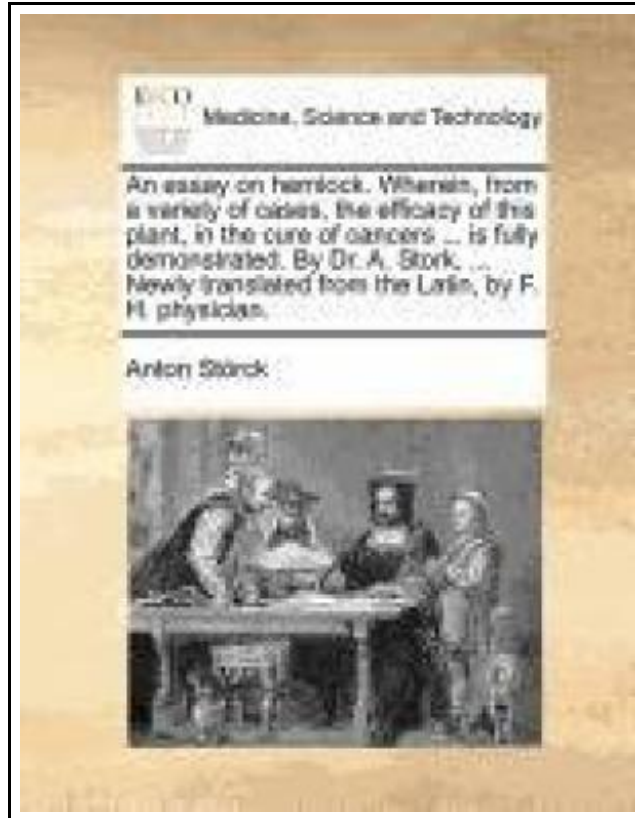 ECCO
Medicine, Science and Technology
An essay on hemlock. Wherein, from
a variety of cases, the efficacy of this
plant, in the cure of cancers ... is fully
demonstrated. By Dr. A. Stork, ...
Newly translated from the Latin, by F.
H. physician.
Anton Störck